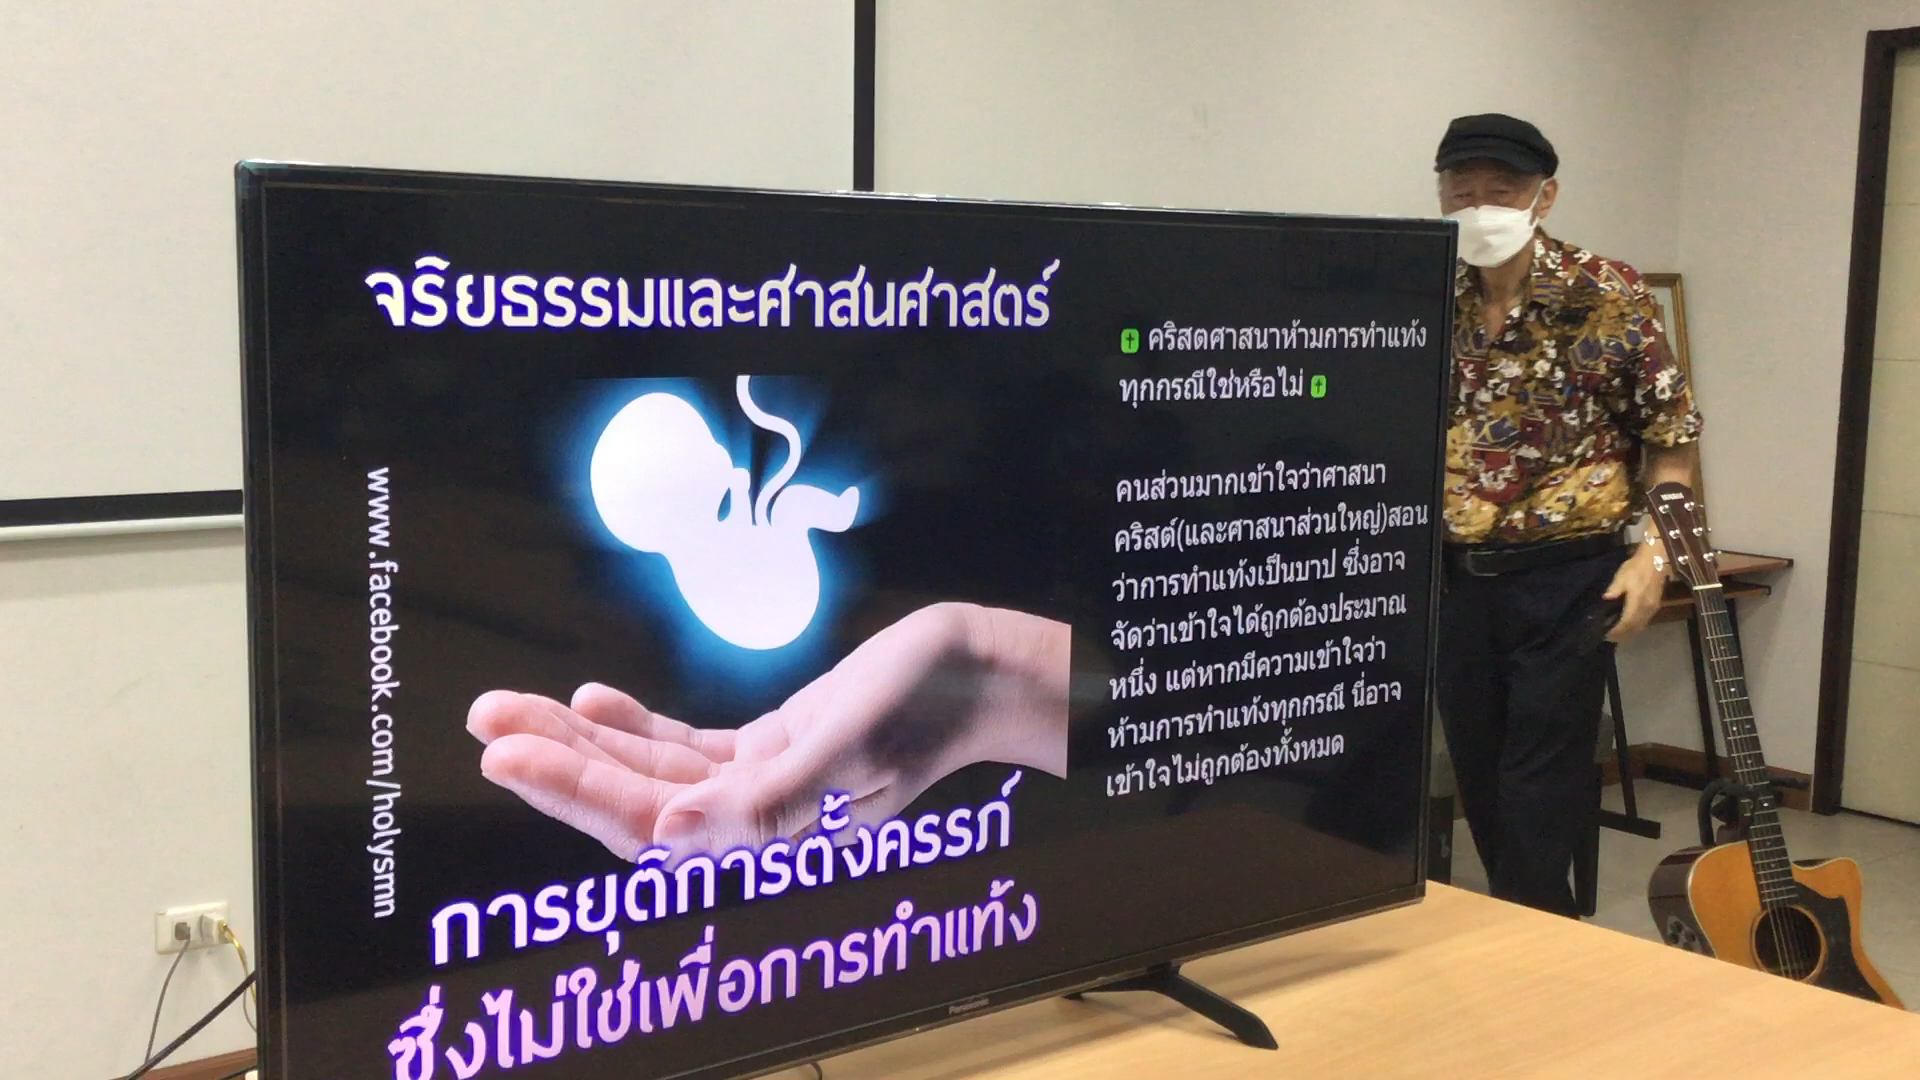 จริยธรรมและศาสนศาสตร์
www.facebook.com/holysmn
การยุติการตั้งครรภ์
ซึ่งไม่ใช่เพื่อการทำแท้ง
✝ คริสตศาสนาห้ามการทำแท้ง
ทุกกรณีใช่หรือไม่ ✝
คนส่วนมากเข้าใจว่าศาสนา
คริสต์(และศาสนาส่วนใหญ่)สอน
ว่าการทำแท้งเป็นบาป ซึ่งอาจ
จัดว่าเข้าใจได้ถูกต้องประมาณ
หนึ่ง แต่หากมีความเข้าใจว่า
ห้ามการทำแท้งทุกกรณี นี่อาจ
เข้าใจไม่ถูกต้องทั้งหมด
Panasonic
YAMAHA